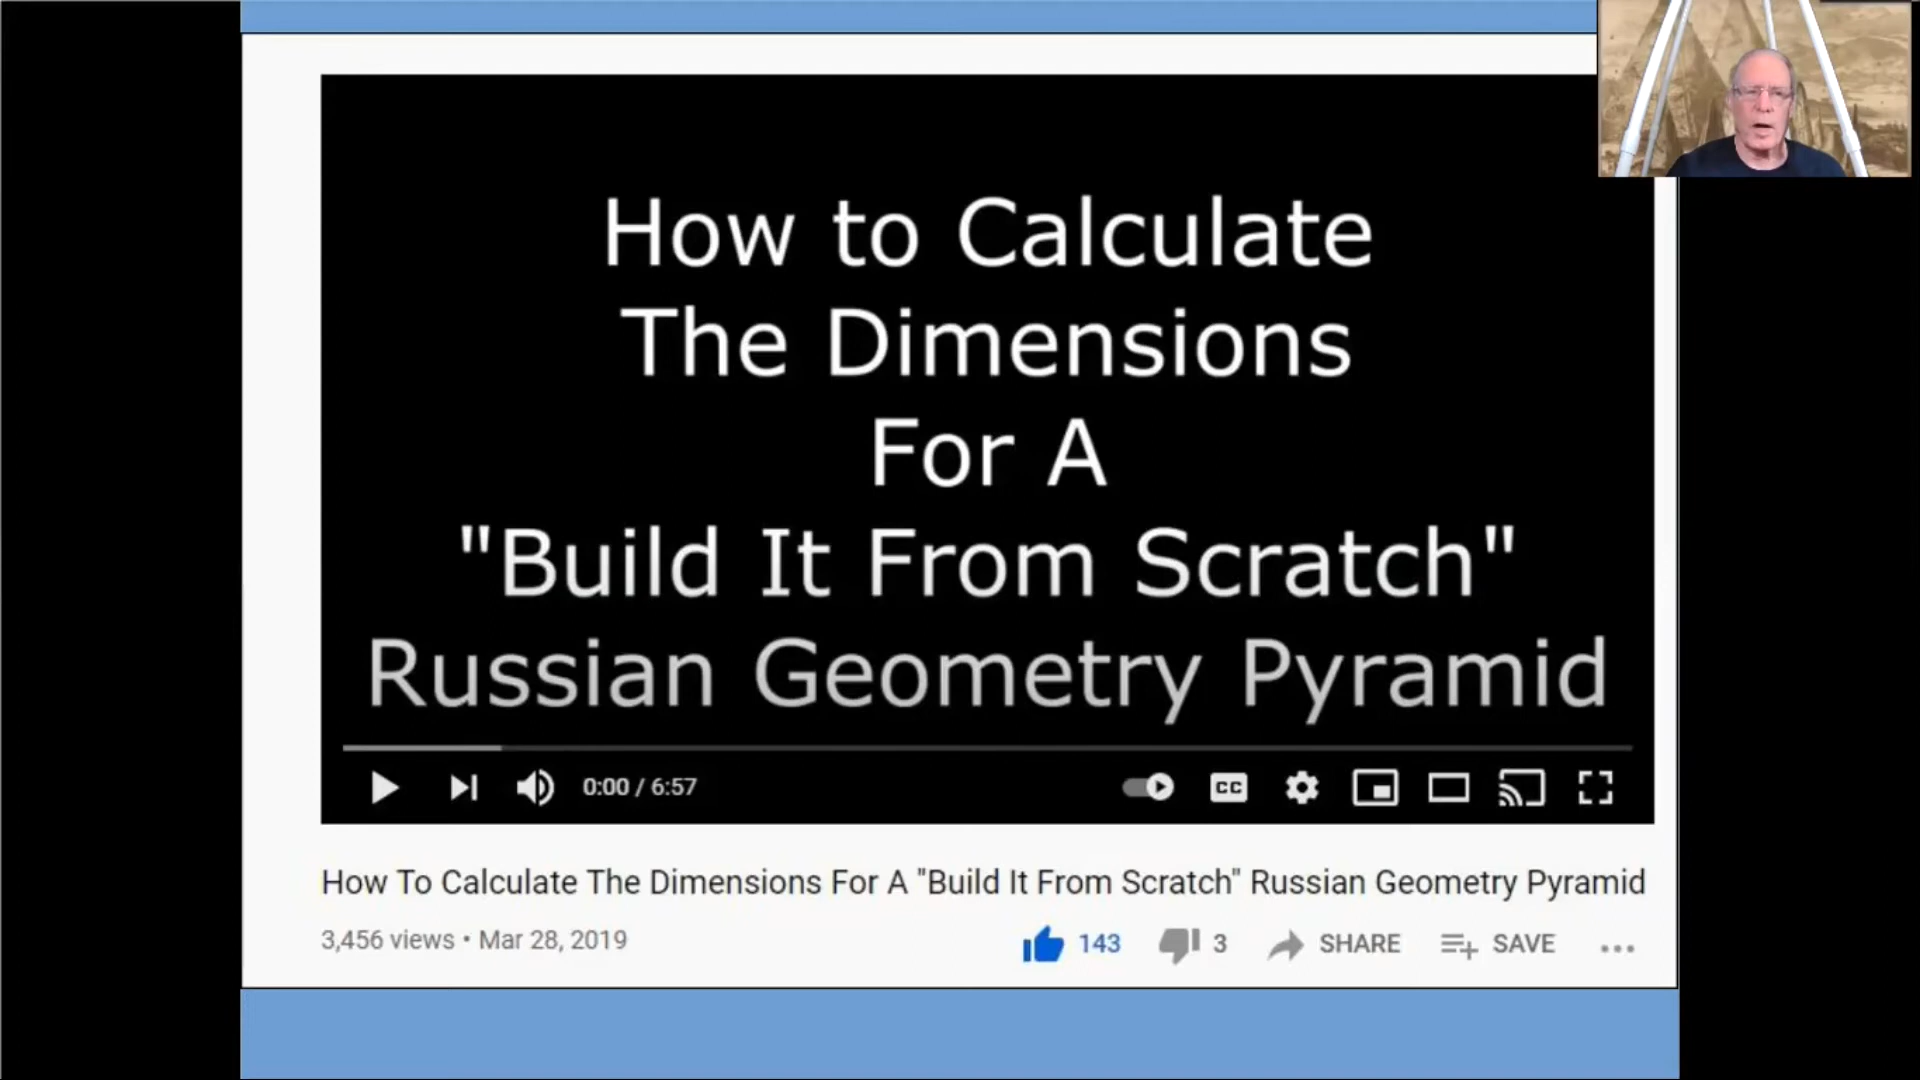 How to Calculate
The Dimensions
For A
"Build It From Scratch"
Russian Geometry Pyramid
0:00 / 6:57
CC
How To Calculate The Dimensions For A "Build It From Scratch" Russian Geometry Pyramid
3,456 views • Mar 28, 2019
143
3
SHARE
SAVE